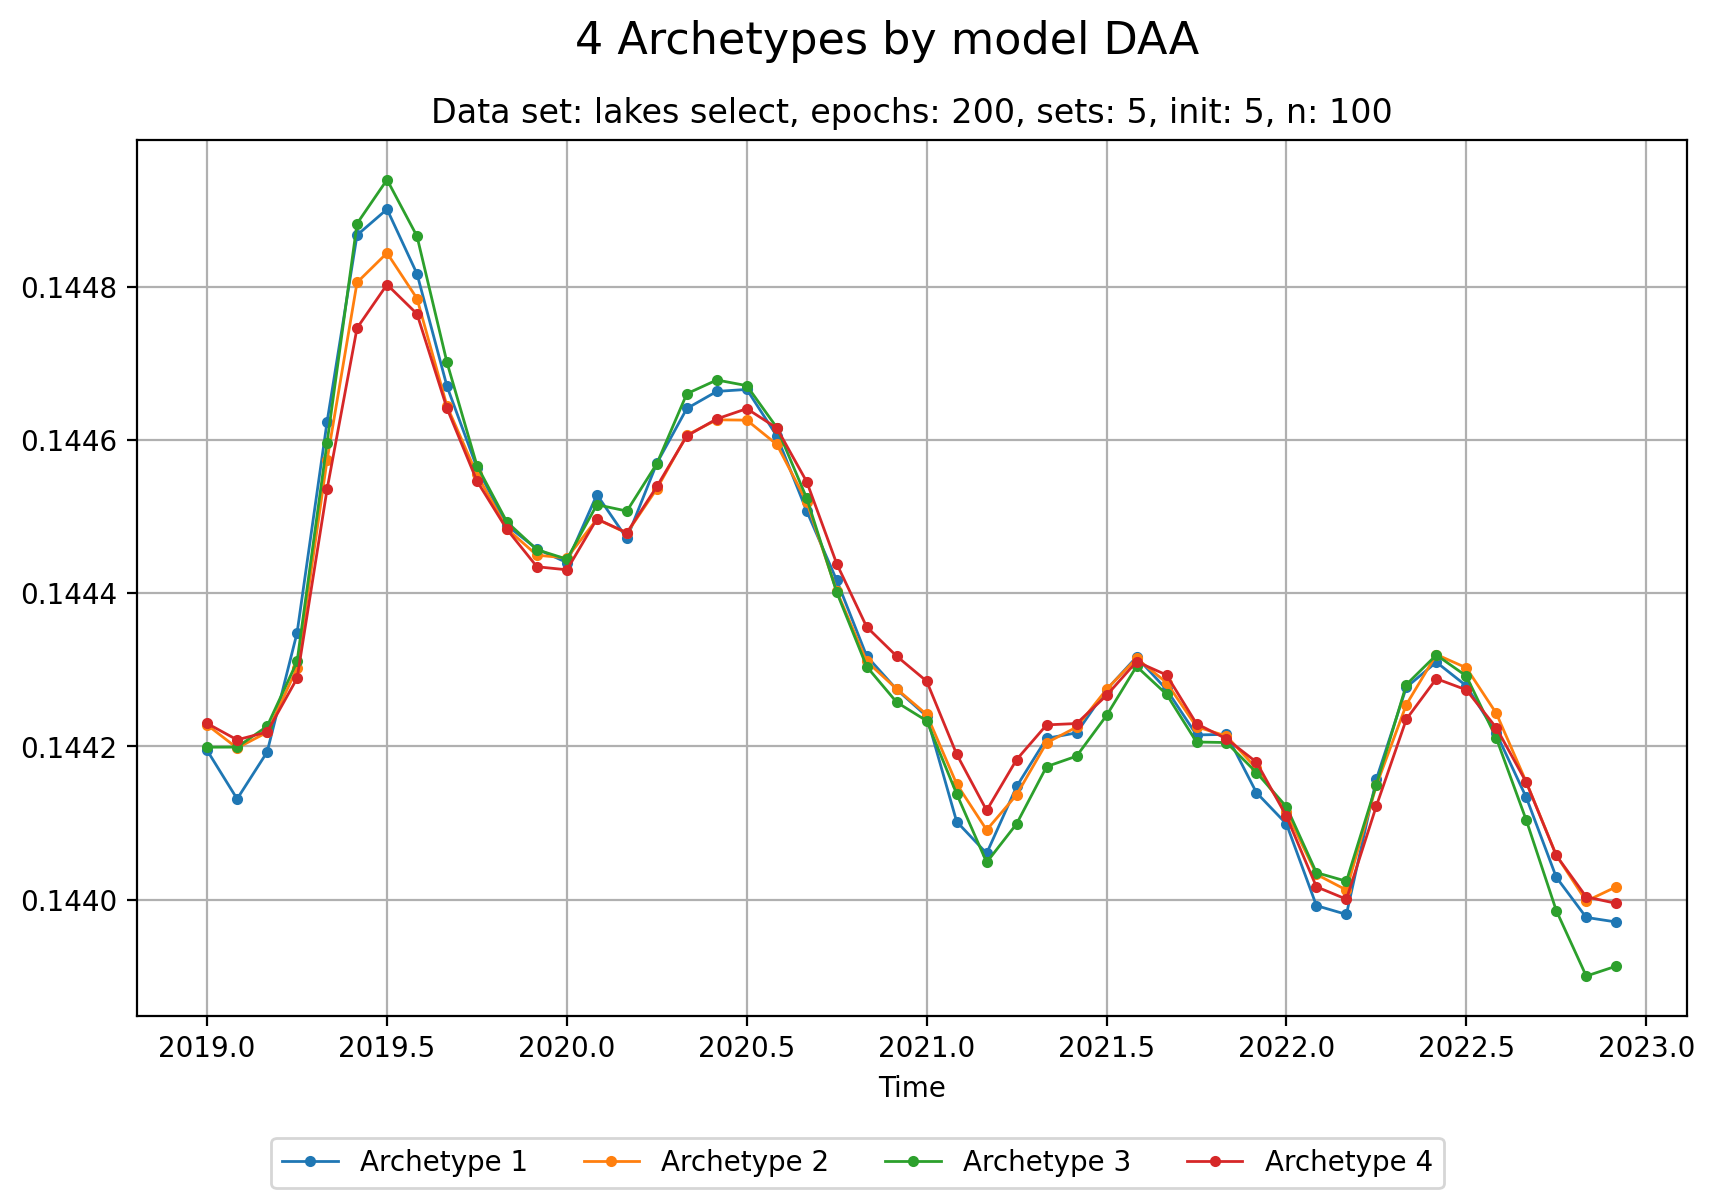 4 Archetypes by model DAA
Data set: lakes select, epochs: 200, sets: 5, init: 5, n: 100
0.1448
0.1446
0.1444
0.1442
0.1440
2019.0 2019.5 2020.0 2020.5 2021.0 2021.5 2022.0 2022.5 2023.0
Time
Archetype 1 Archetype 2 Archetype 3 Archetype 4